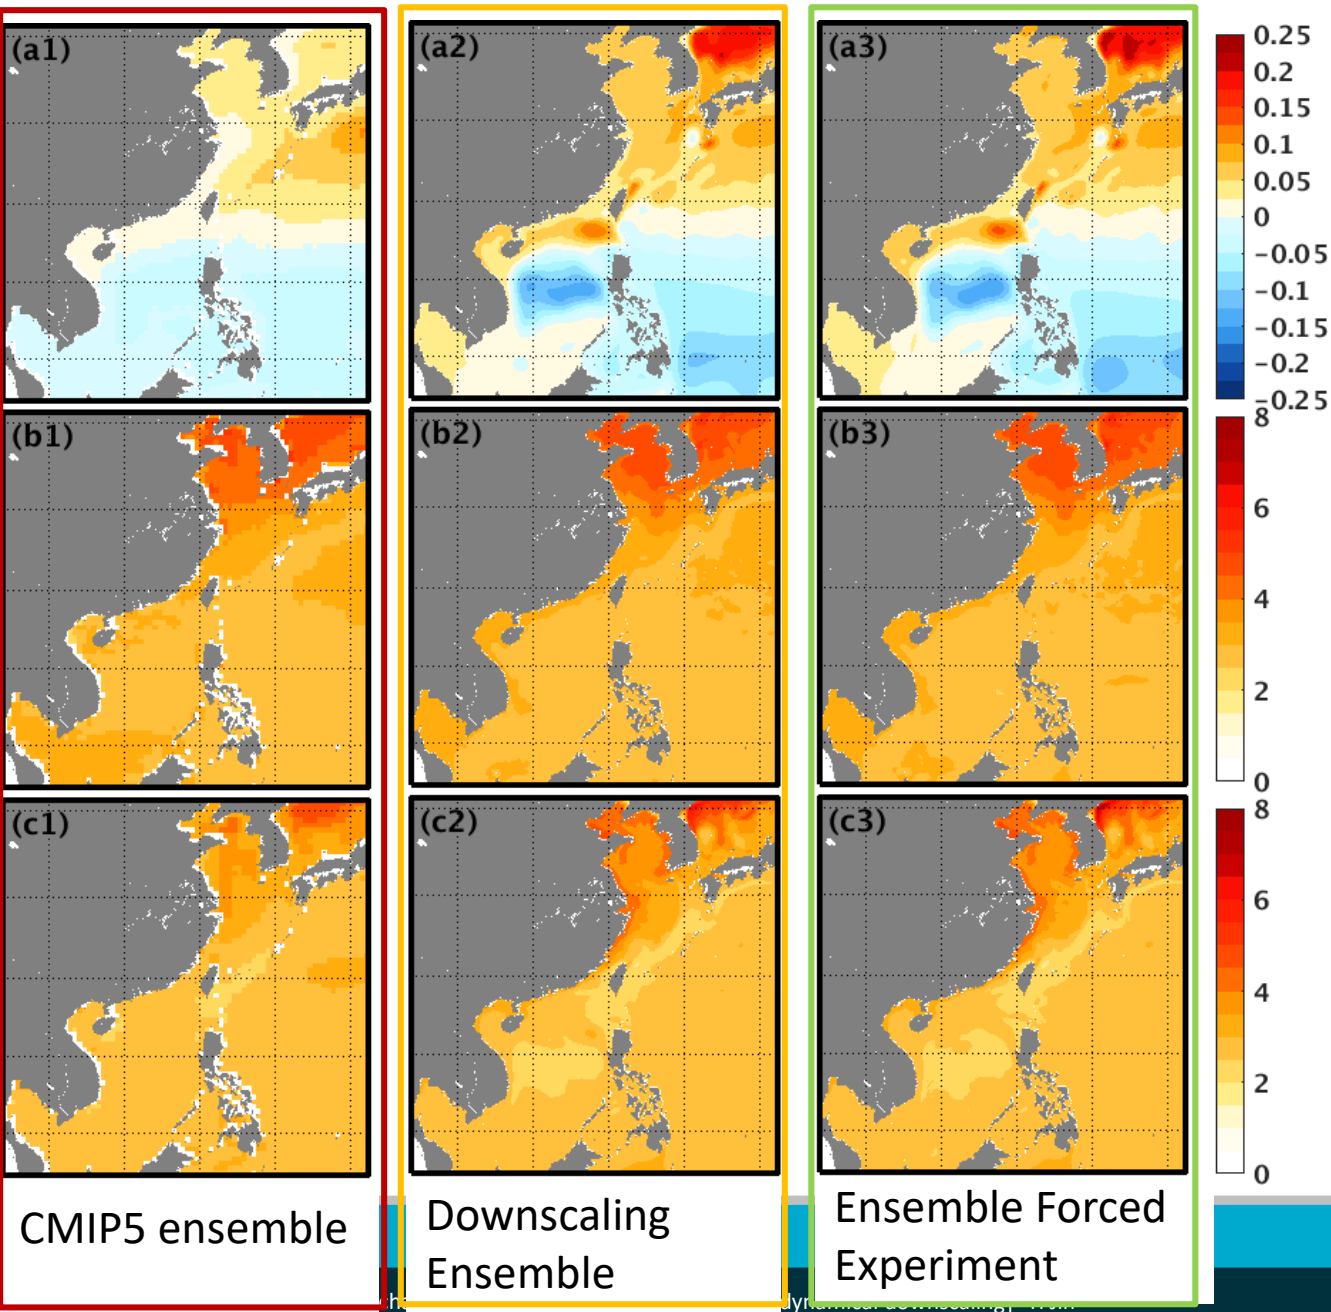 (a1)
(a2)
(a3)
0.25
0.2
0.15
0.1
0.05
0
-0.05
-0.1
-0.15
-0.2
-0.25
(b1)
(b2)
(b3)
8
6
4
2
0
(c1)
(c2)
(c3)
8
6
4
2
0
CMIP5 ensemble
Downscaling
Ensemble
Ensemble Forced
Experiment
dynamical downscaling